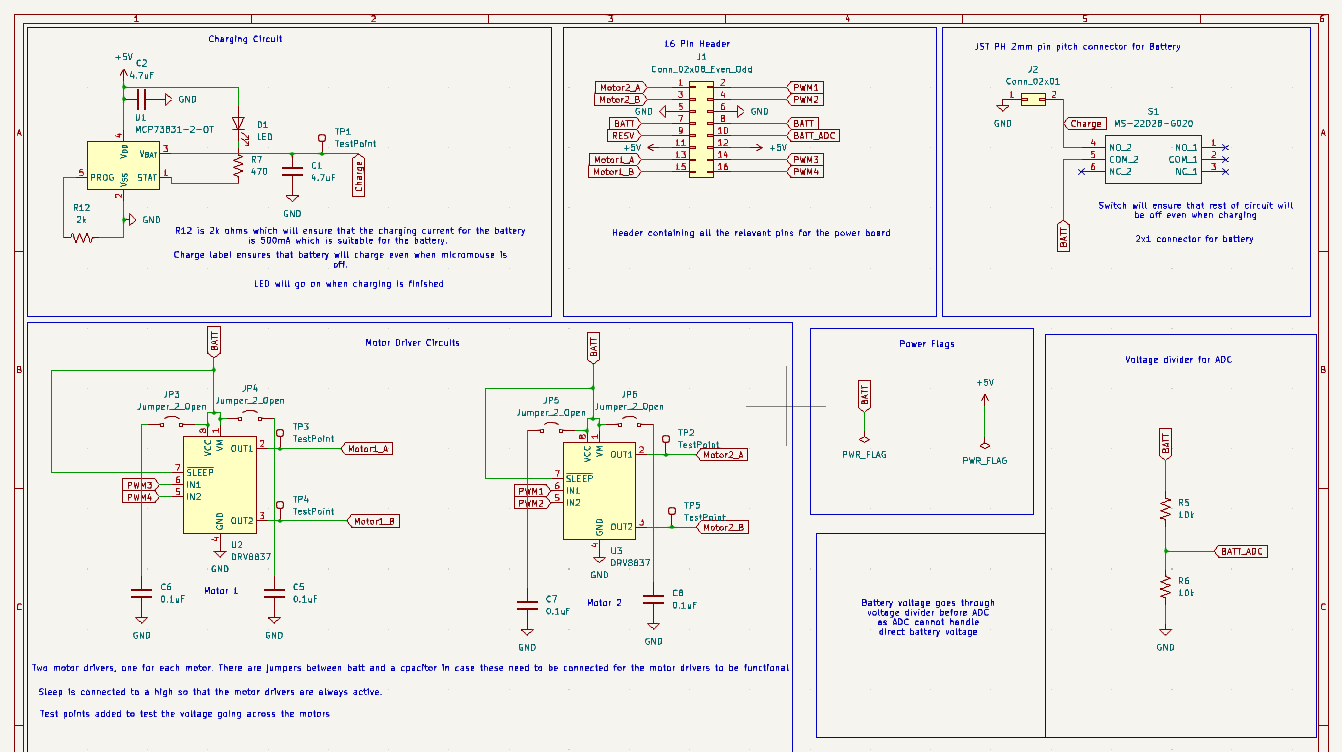 1 2 3 4 5 6
A
B
C
A
B
C
Charging Circuit
+5V
C2
4.7uF
GND
U1
MCP73831-2-OT
4
VDD
VBAT
3
5
PROG
STAT
1
VSS
2
GND
R12
2k
D1
LED
R7
470
TP1
TestPoint
C1
4.7uF
GND
Charge
R12 is 2k ohms which will ensure that the charging current for the battery
is 500mA which is suitable for the battery.
Charge label ensures that battery will charge even when micromouse is
off.
LED will go on when charging is finished
16 Pin Header
J1
Conn_02x08_Even_Odd
Motor2_A 1 2 PWM1
Motor2_B 3 4 PWM2
GND 5 6 GND
BATT 7 8 BATT
RESV 9 10 BATT_ADC
+5V 11 12 +5V
Motor1_A 13 14 PWM3
Motor1_B 15 16 PWM4
Header containing all the relevant pins for the power board
JST PH 2mm pin pitch connector for Battery
J2
Conn_02x01
1 2
GND
Charge
S1
MS-22D28-G020
4 NO_2 NO_1 1
5 COM_2 COM_1 2
6 NC_2 NC_1 3
BATT
Switch will ensure that rest of circuit will
be off even when charging
2x1 connector for battery
Motor Driver Circuits
BATT
JP3
Jumper_2_Open
JP4
Jumper_2_Open
8 1
VCC VM
OUT1 2
TP3
TestPoint
Motor1_A
7 SLEEP
PWM3 6 IN1
PWM4 5 IN2
TP4
TestPoint
OUT2 3
Motor1_B
GND
4
GND
U2
DRV8837
C6
0.1uF
GND
Motor 1
C5
0.1uF
GND
BATT
JP5
Jumper_2_Open
JP6
Jumper_2_Open
8 1
VCC VM
OUT1 2
TP2
TestPoint
Motor2_A
7 SLEEP
PWM1 6 IN1
PWM2 5 IN2
TP5
TestPoint
OUT2 3
Motor2_B
GND
4
GND
U3
DRV8837
C7
0.1uF
GND
Motor 2
C8
0.1uF
GND
Two motor drivers, one for each motor. There are jumpers between batt and a cpacitor in case these need to be connected for the motor drivers to be functional
Sleep is connected to a high so that the motor drivers are always active.
Test points added to test the voltage going across the motors
Power Flags
BATT
PWR_FLAG
+5V
PWR_FLAG
Battery voltage goes through
voltage divider before ADC
as ADC cannot handle
direct battery voltage
Voltage divider for ADC
BATT
R5
10k
BATT_ADC
R6
10k
GND